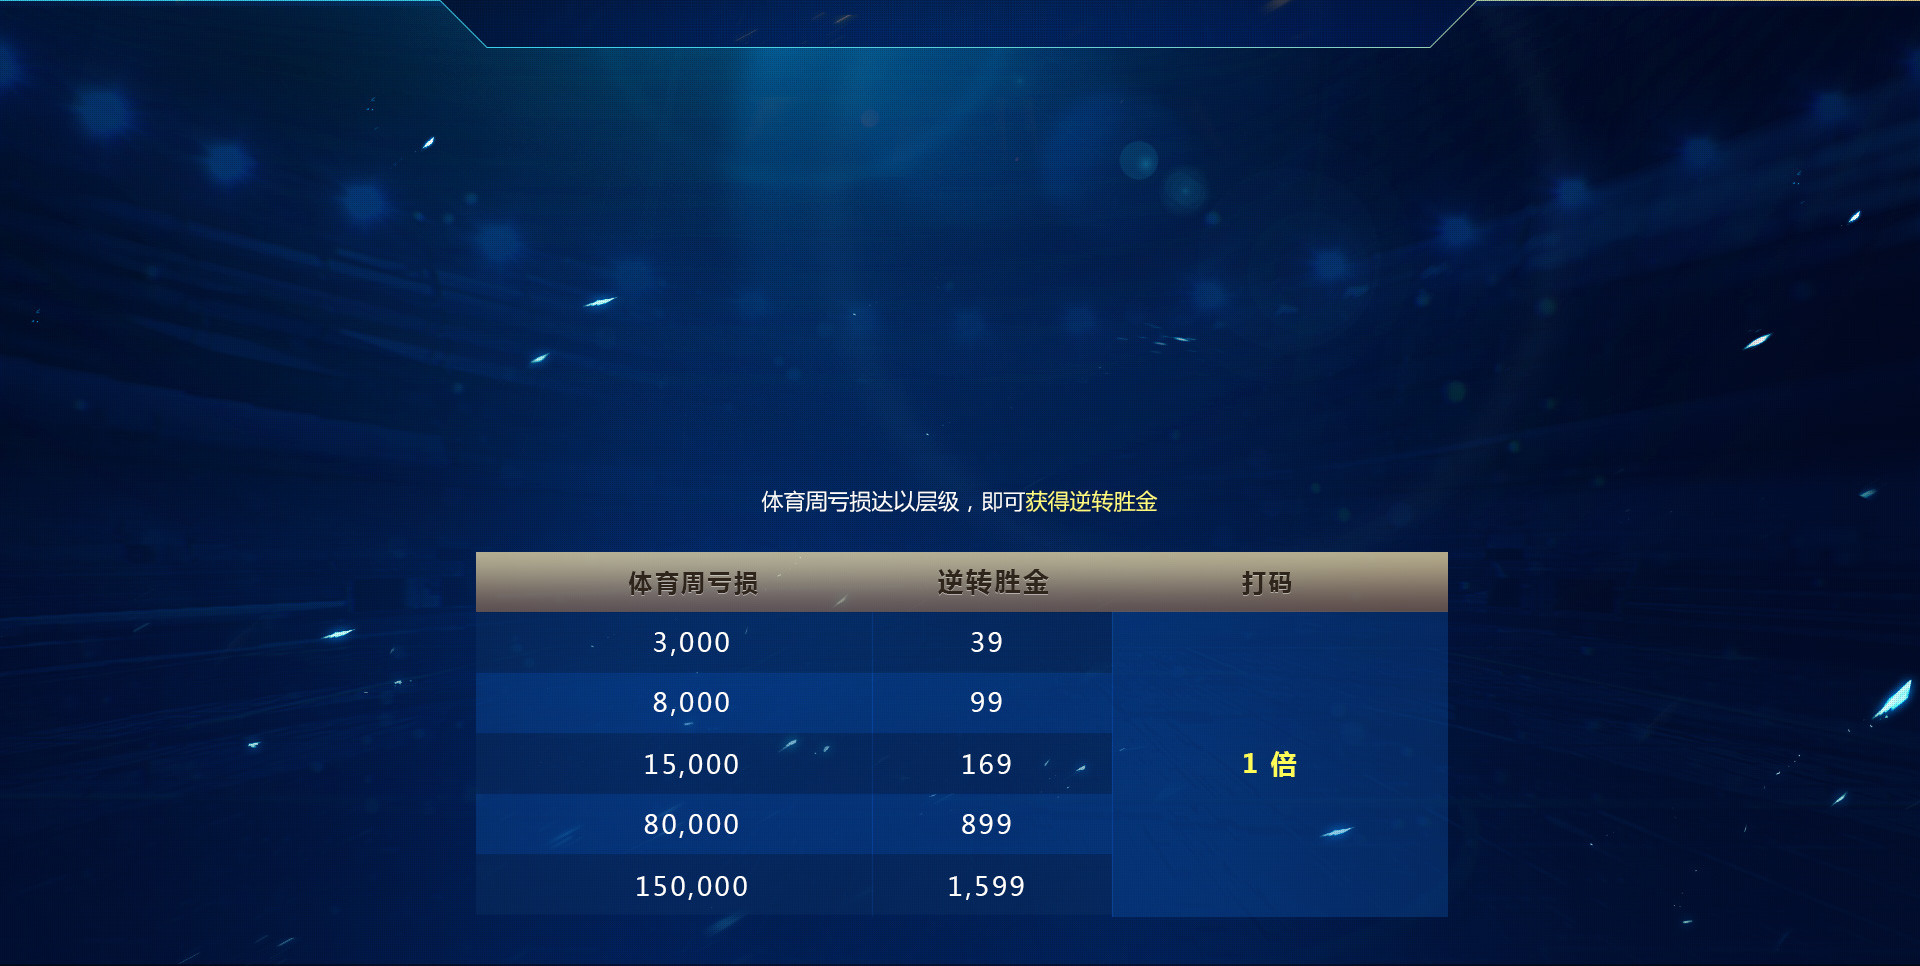 体育周亏损达以层级，即可获得逆转胜金
体育周亏损 逆转胜金 打码
3,000 39
8,000 99
15,000 169 1 倍
80,000 899
150,000 1,599